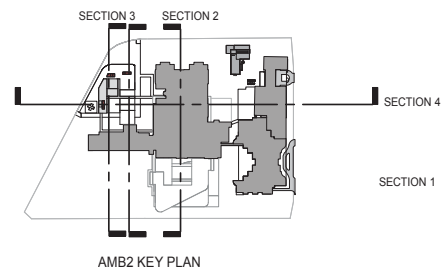 SECTION 3
SECTION 2
SECTION 4
SECTION 1
AMB2 KEY PLAN